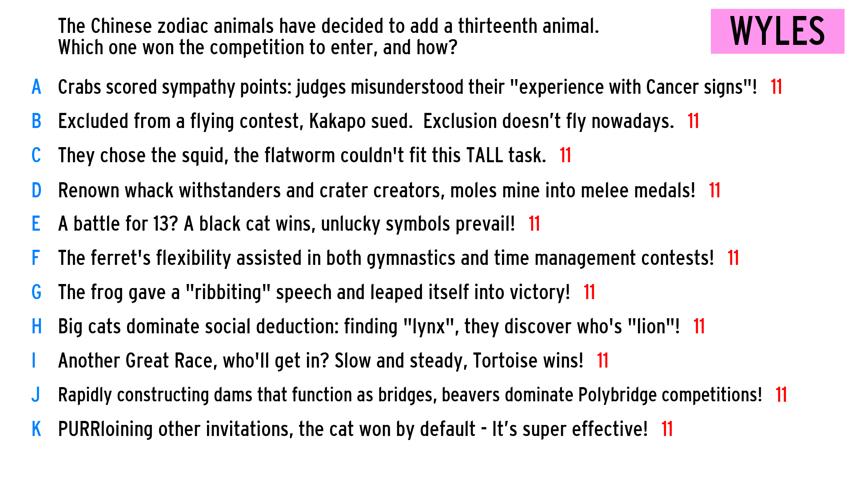 The Chinese zodiac animals have decided to add a thirteenth animal.
Which one won the competition to enter, and how?
WYLES
A Crabs scored sympathy points: judges misunderstood their "experience with Cancer signs"! 11
B Excluded from a flying contest, Kakapo sued.  Exclusion doesn’t fly nowadays. 11
C They chose the squid, the flatworm couldn't fit this TALL task. 11
D Renown whack withstanders and crater creators, moles mine into melee medals! 11
E A battle for 13? A black cat wins, unlucky symbols prevail! 11
F The ferret's flexibility assisted in both gymnastics and time management contests! 11
G The frog gave a "ribbiting" speech and leaped itself into victory! 11
H Big cats dominate social deduction: finding "lynx", they discover who's "lion"! 11
I Another Great Race, who'll get in? Slow and steady, Tortoise wins! 11
J Rapidly constructing dams that function as bridges, beavers dominate Polybridge competitions! 11
K PURRloining other invitations, the cat won by default - It’s super effective! 11